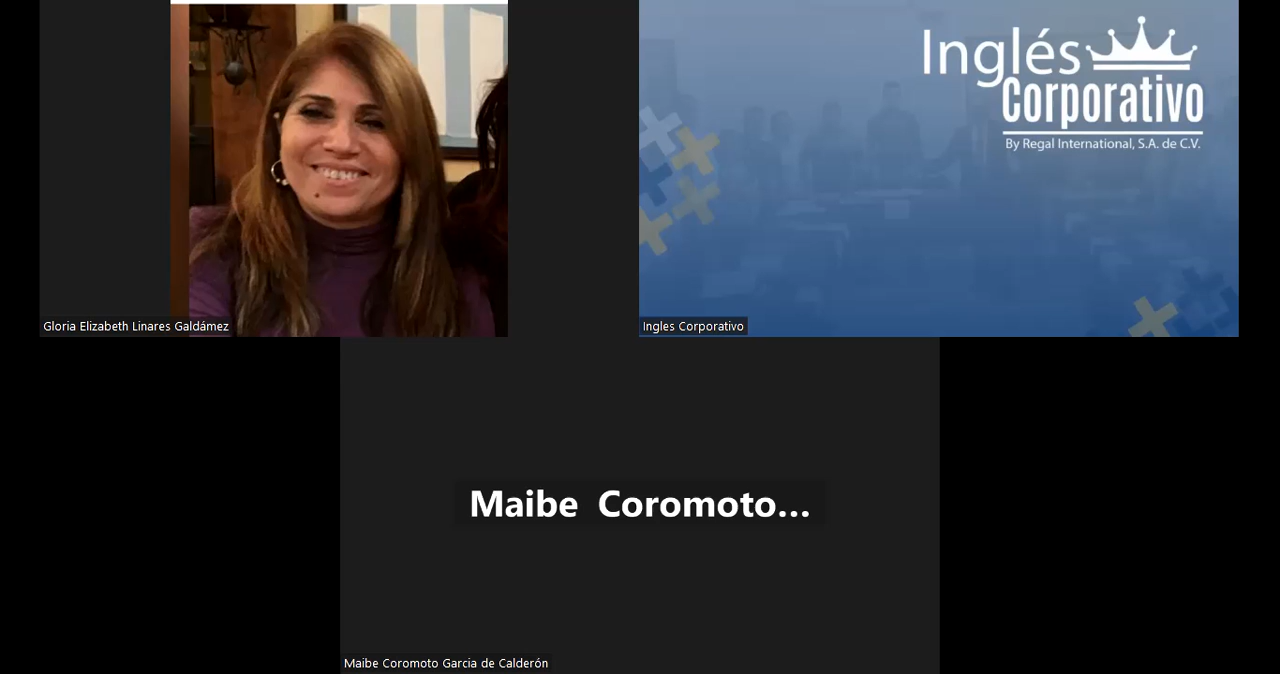 Inglés
Corporativo
By Regal International, S.A. de C.V.
Gloria Elizabeth Linares Galdámez
Ingles Corporativo
Maibe Coromoto...
Maibe Coromoto Garcia de Calderón